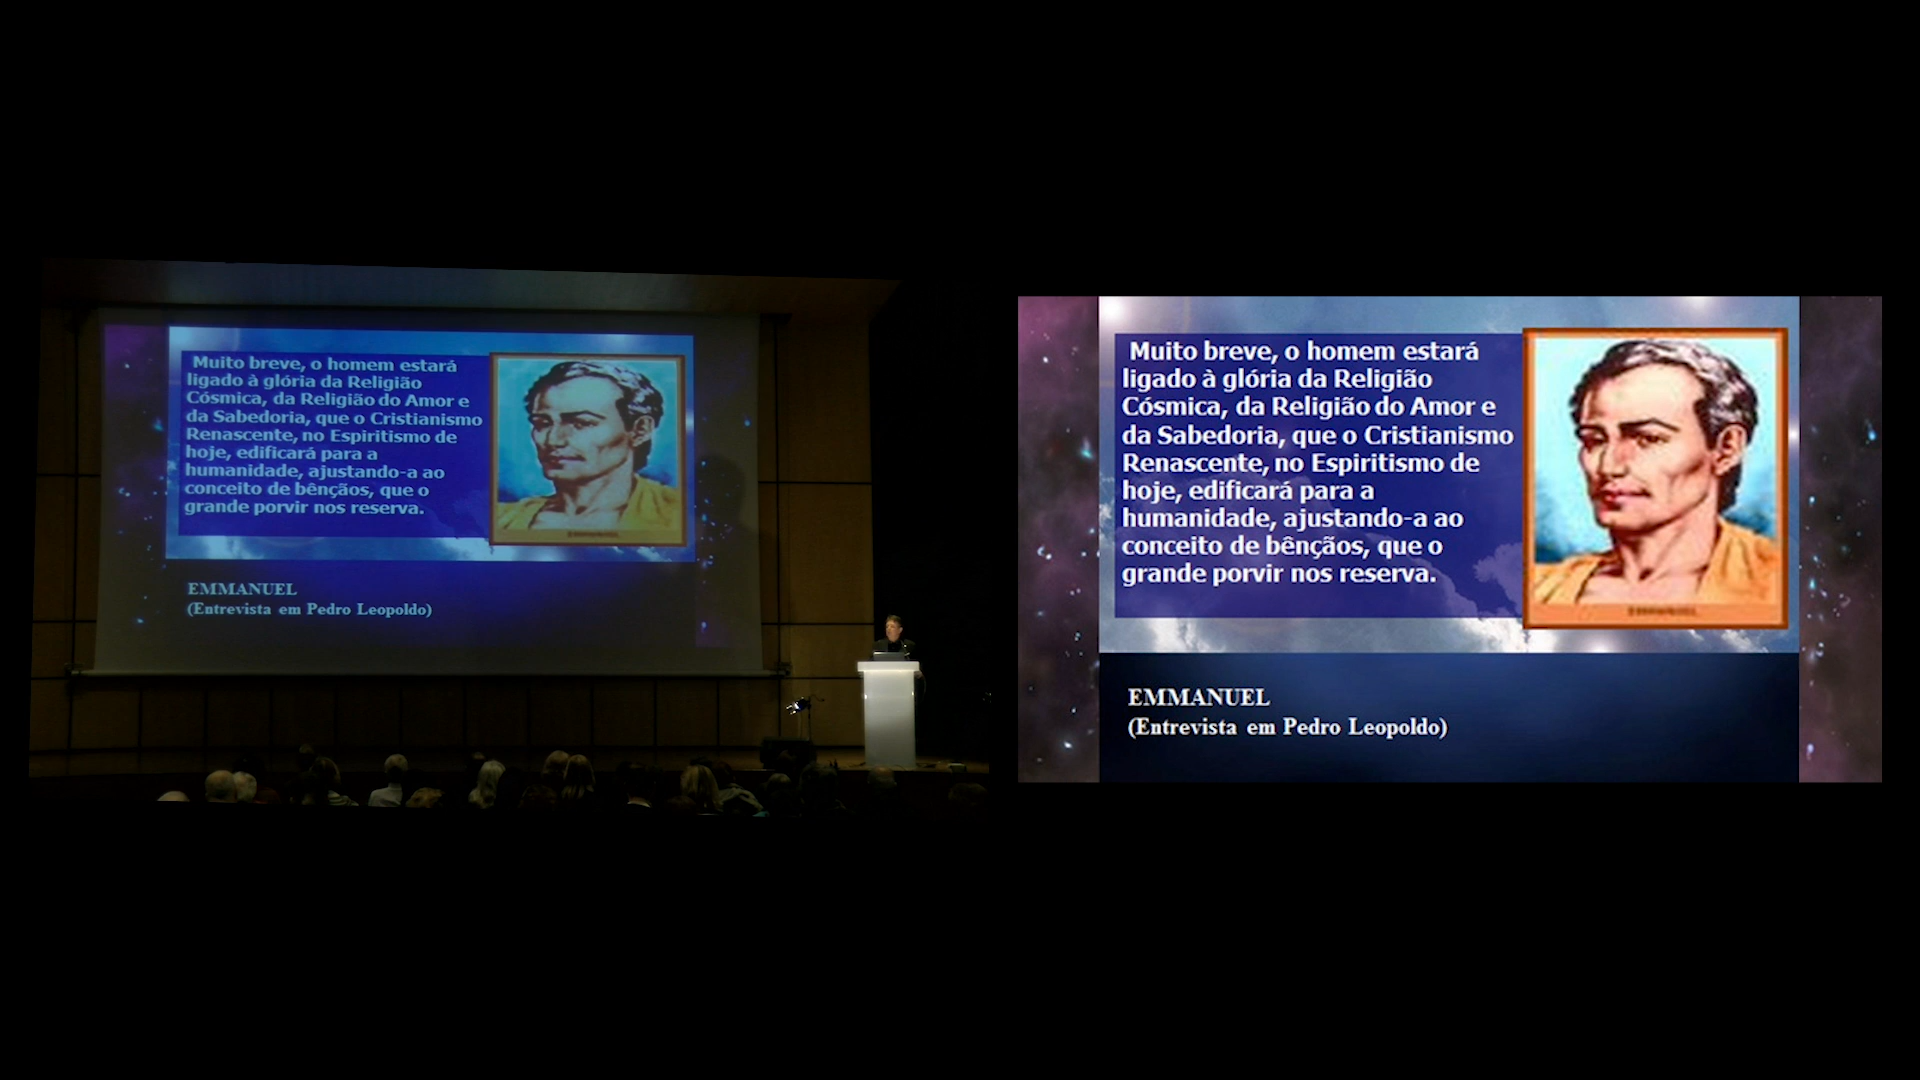 Muito breve, o homem estará
ligado à glória da Religião
Cósmica, da Religião do Amor e
da Sabedoria, que o Cristianismo
Renascente, no Espiritismo de
hoje, edificará para a
humanidade, ajustando-a ao
conceito de bênçãos, que o
grande porvir nos reserva.
EMMANUEL
EMMANUEL
(Entrevista em Pedro Leopoldo)
Muito breve, o homem estará
ligado à glória da Religião
Cósmica, da Religião do Amor e
da Sabedoria, que o Cristianismo
Renascente, no Espiritismo de
hoje, edificará para a
humanidade, ajustando-a ao
conceito de bênçãos, que o
grande porvir nos reserva.
EMMANUEL
EMMANUEL
(Entrevista em Pedro Leopoldo)